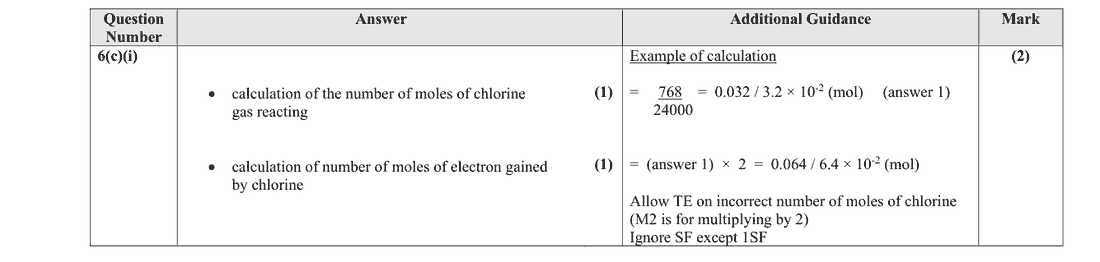 Question Number Answer Additional Guidance Mark
6(c)(i) Example of calculation (2)
• calculation of the number of moles of chlorine gas reacting (1) = 768 / 24000 = 0.032 / 3.2 × 10⁻² (mol) (answer 1)
• calculation of number of moles of electron gained by chlorine (1) = (answer 1) × 2 = 0.064 / 6.4 × 10⁻² (mol)
Allow TE on incorrect number of moles of chlorine
(M2 is for multiplying by 2)
Ignore SF except 1SF